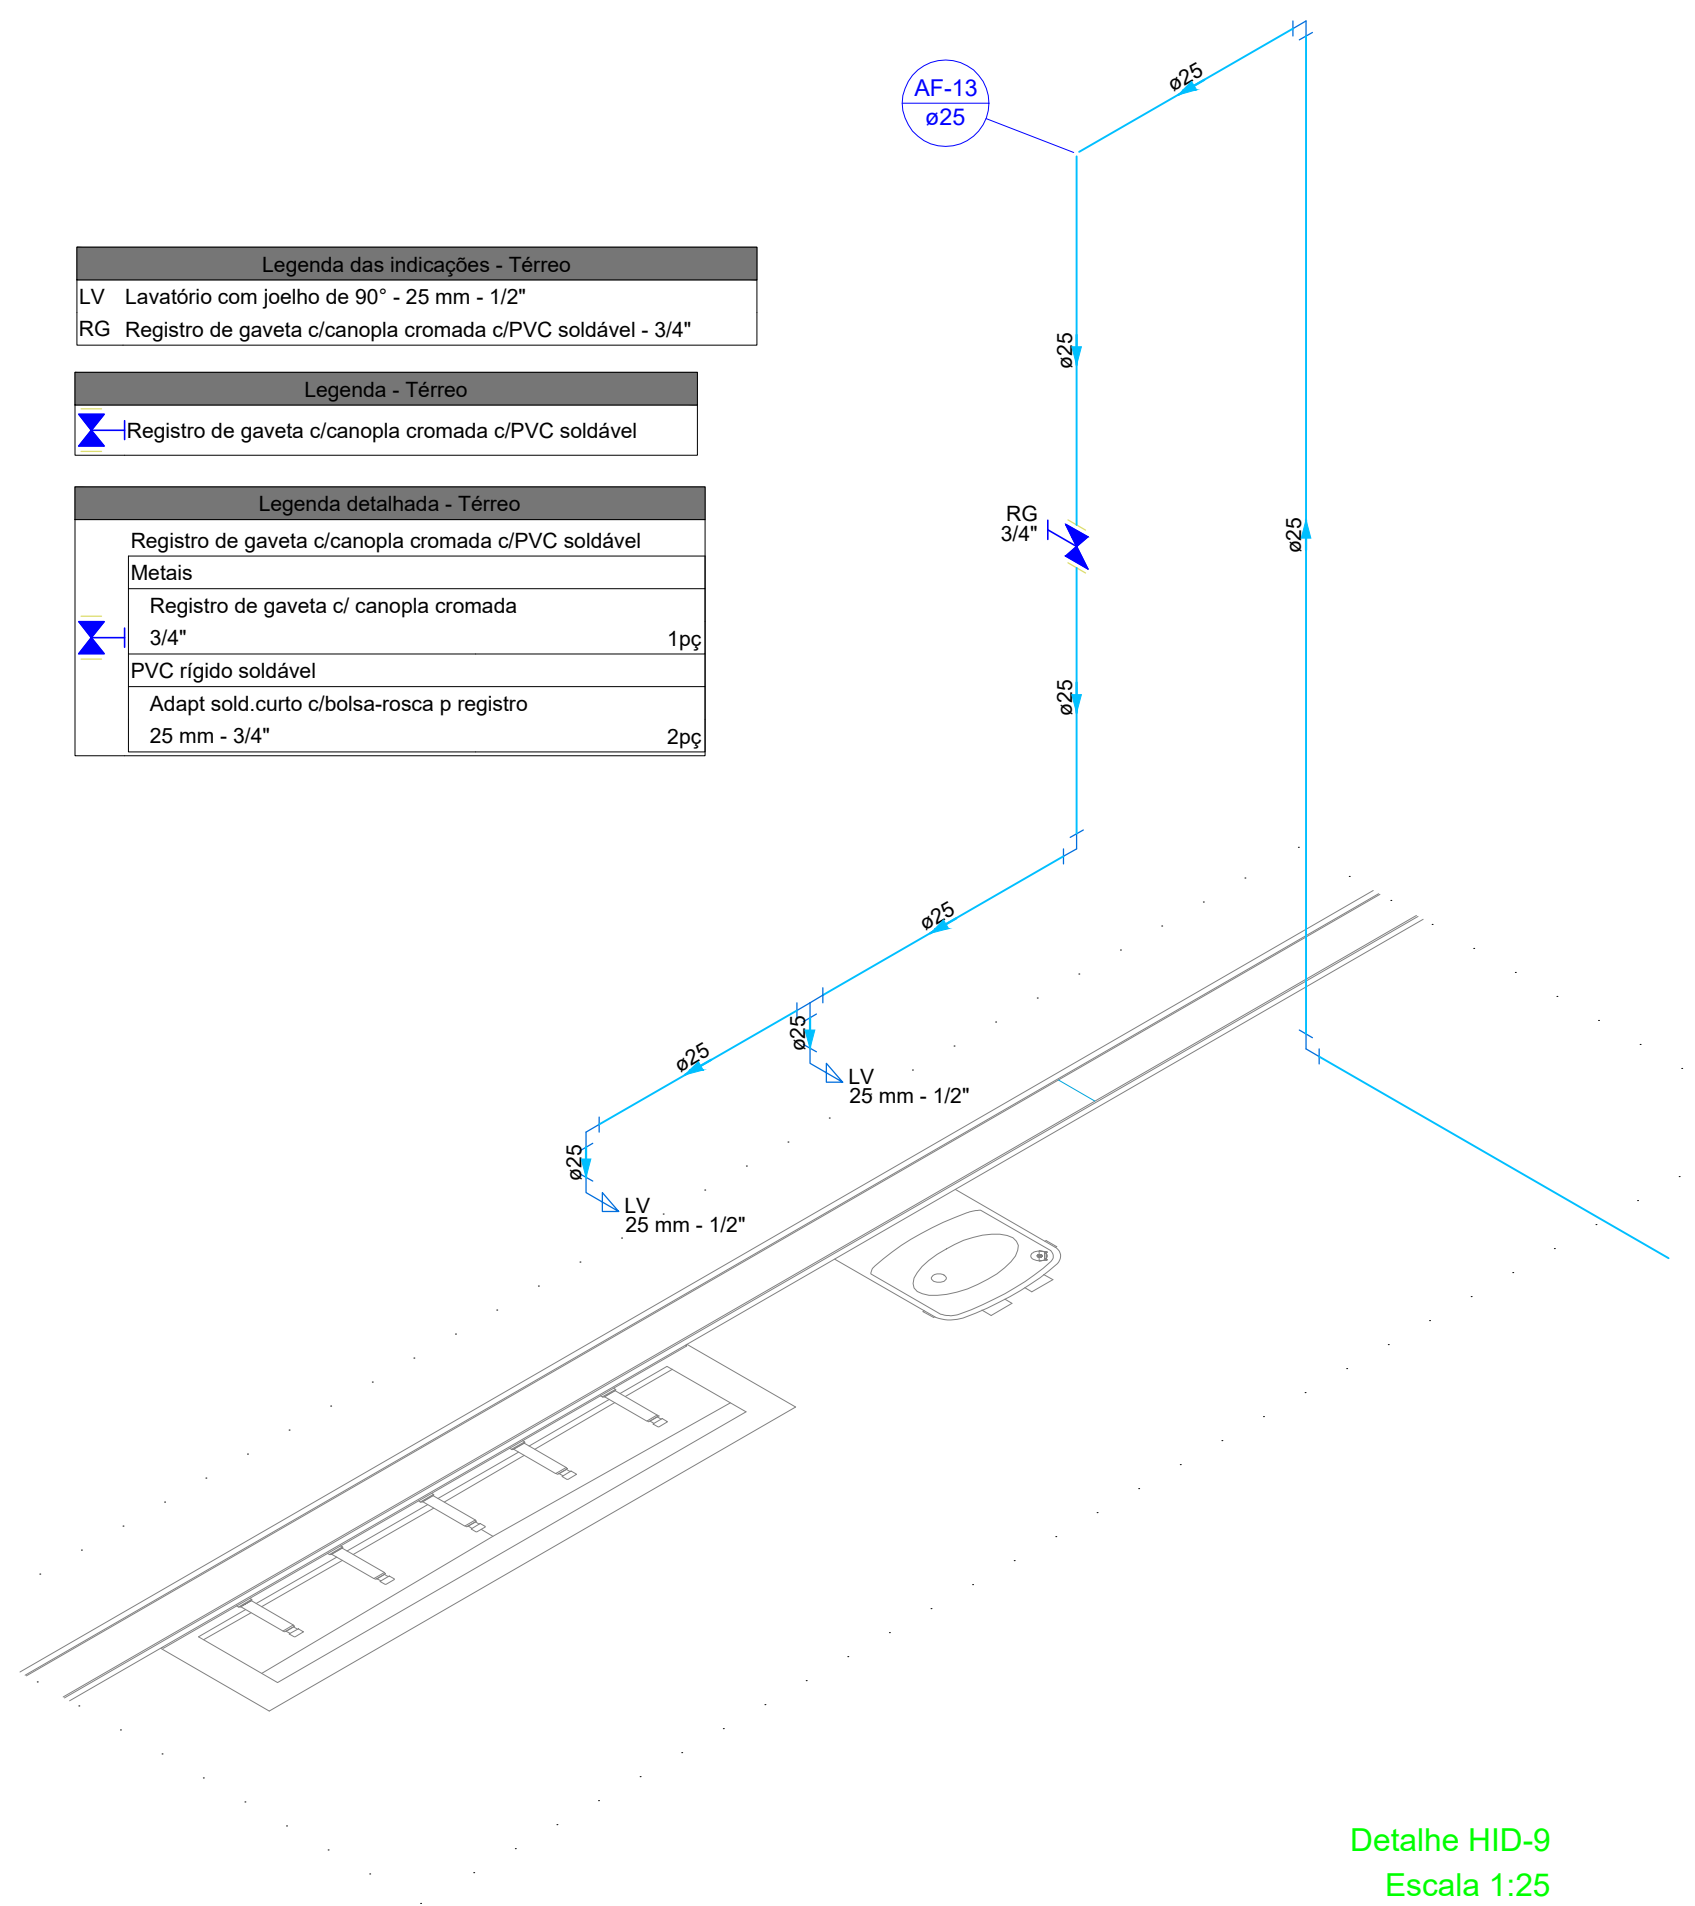 AF-13
ø25
ø25
Legenda das indicações - Térreo
LV Lavatório com joelho de 90° - 25 mm - 1/2"
RG Registro de gaveta c/canopla cromada c/PVC soldável - 3/4"
Legenda - Térreo
Registro de gaveta c/canopla cromada c/PVC soldável
Legenda detalhada - Térreo
Registro de gaveta c/canopla cromada c/PVC soldável
Metais
Registro de gaveta c/ canopla cromada
3/4" 1pç
PVC rígido soldável
Adapt sold.curto c/bolsa-rosca p registro
25 mm - 3/4" 2pç
ø25
RG
3/4"
ø25
ø25
ø25
ø25
ø25
LV
25 mm - 1/2"
ø25
LV
25 mm - 1/2"
Detalhe HID-9
Escala 1:25